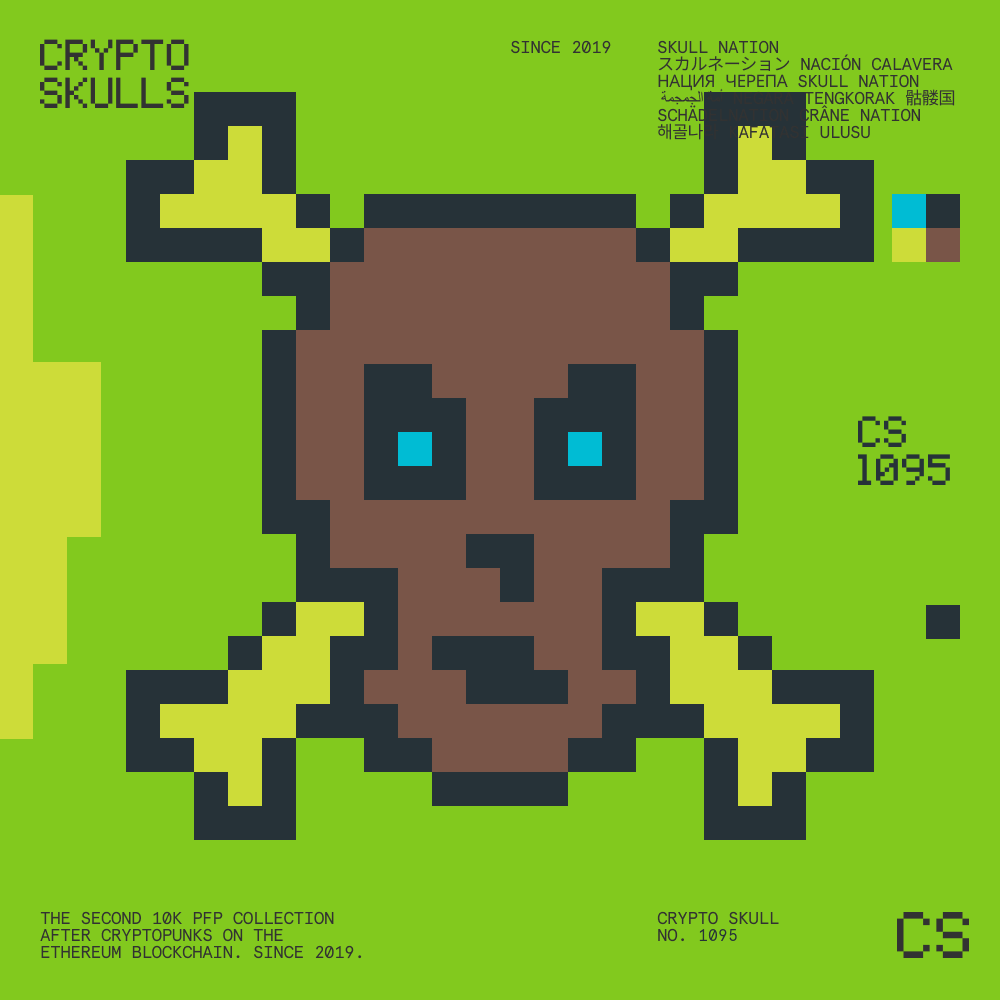 CRYPTO
SKULLS
SINCE 2019
SKULL NATION
スカルネーション NACIÓN CALAVERA
НАЦИЯ ЧЕРЕПА SKULL NATION
الجمجمة TENGKORAK 骷髅国
CRÂNE NATION
해골나 KAFA ULUSU
CS
1095
THE SECOND 10K PFP COLLECTION
AFTER CRYPTOPUNKS ON THE
ETHEREUM BLOCKCHAIN. SINCE 2019.
CRYPTO SKULL
NO. 1095
CS